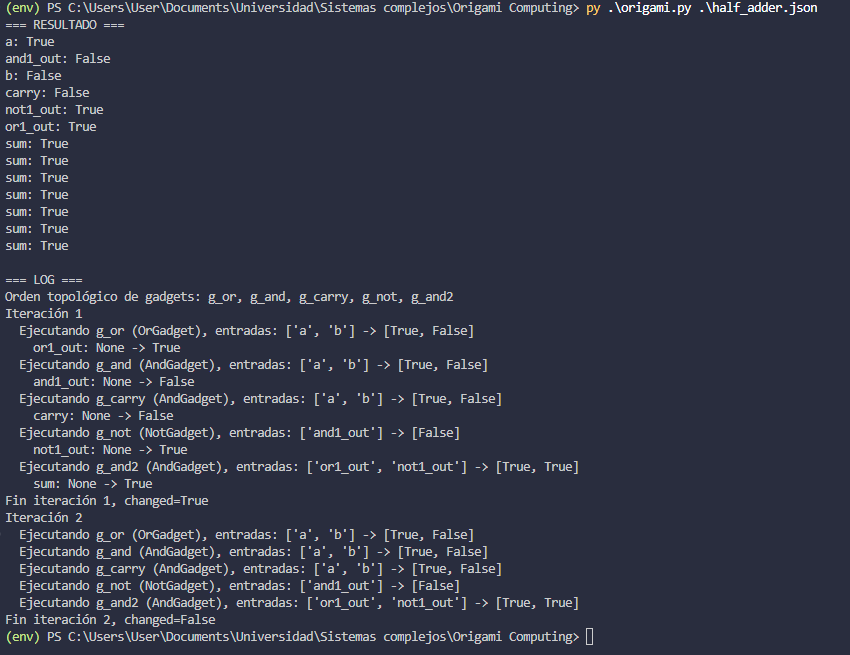 (env) PS C:\Users\User\Documents\Universidad\Sistemas complejos\Origami Computing> py .\origami.py .\half_adder.json
=== RESULTADO ===
a: True
and1_out: False
b: False
carry: False
not1_out: True
or1_out: True
sum: True
sum: True
sum: True
sum: True
sum: True
sum: True
sum: True

=== LOG ===
Orden topológico de gadgets: g_or, g_and, g_carry, g_not, g_and2
Iteración 1
  Ejecutando g_or (OrGadget), entradas: ['a', 'b'] -> [True, False]
    or1_out: None -> True
  Ejecutando g_and (AndGadget), entradas: ['a', 'b'] -> [True, False]
    and1_out: None -> False
  Ejecutando g_carry (AndGadget), entradas: ['a', 'b'] -> [True, False]
    carry: None -> False
  Ejecutando g_not (NotGadget), entradas: ['and1_out'] -> [False]
    not1_out: None -> True
  Ejecutando g_and2 (AndGadget), entradas: ['or1_out', 'not1_out'] -> [True, True]
    sum: None -> True
Fin iteración 1, changed=True
Iteración 2
  Ejecutando g_or (OrGadget), entradas: ['a', 'b'] -> [True, False]
  Ejecutando g_and (AndGadget), entradas: ['a', 'b'] -> [True, False]
  Ejecutando g_carry (AndGadget), entradas: ['a', 'b'] -> [True, False]
  Ejecutando g_not (NotGadget), entradas: ['and1_out'] -> [False]
  Ejecutando g_and2 (AndGadget), entradas: ['or1_out', 'not1_out'] -> [True, True]
Fin iteración 2, changed=False
(env) PS C:\Users\User\Documents\Universidad\Sistemas complejos\Origami Computing>